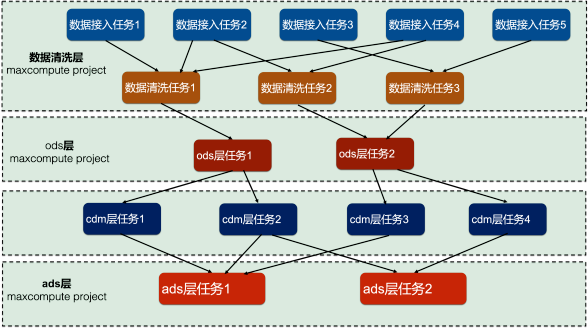 数据接入任务1
数据接入任务2
数据接入任务3
数据接入任务4
数据接入任务5
数据清洗层
maxcompute project
数据清洗任务1
数据清洗任务2
数据清洗任务3
ods层
maxcompute project
ods层任务1
ods层任务2
cdm层任务1
cdm层任务2
cdm层任务3
cdm层任务4
ads层
maxcompute project
ads层任务1
ads层任务2